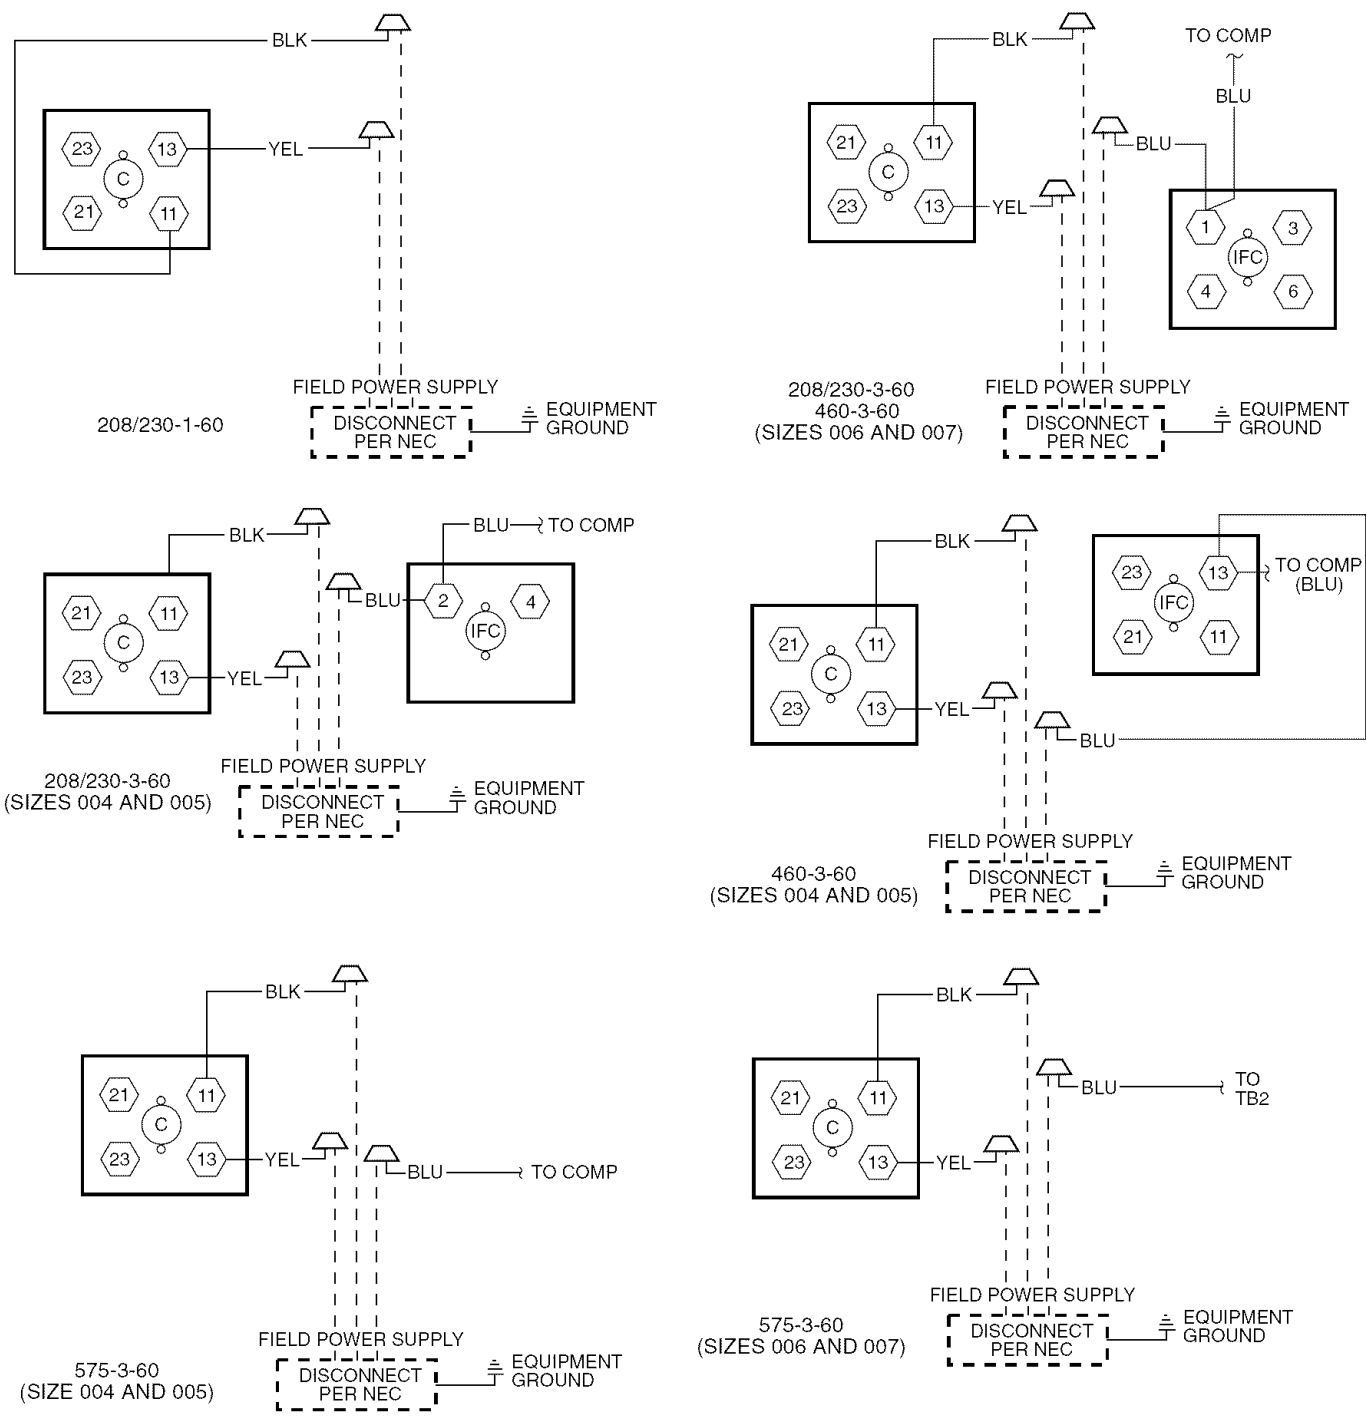 BLK
23
13
YEL
C
21
11
FIELD POWER SUPPLY
208/230-1-60
DISCONNECT
PER NEC
EQUIPMENT
GROUND
BLK
TO COMP
BLU
21
11
BLU
C
23
13
YEL
1
3
IFC
4
6
208/230-3-60
460-3-60
(SIZES 006 AND 007)
FIELD POWER SUPPLY
DISCONNECT
PER NEC
EQUIPMENT
GROUND
BLK
BLU
TO COMP
21
11
BLU
2
4
C
IFC
23
13
YEL
FIELD POWER SUPPLY
208/230-3-60
(SIZES 004 AND 005)
DISCONNECT
PER NEC
EQUIPMENT
GROUND
BLK
23
13
TO COMP
(BLU)
IFC
21
11
21
11
C
23
13
YEL
BLU
FIELD POWER SUPPLY
460-3-60
(SIZES 004 AND 005)
DISCONNECT
PER NEC
EQUIPMENT
GROUND
BLK
21
11
C
23
13
YEL
BLU
TO COMP
FIELD POWER SUPPLY
575-3-60
(SIZE 004 AND 005)
DISCONNECT
PER NEC
EQUIPMENT
GROUND
BLK
21
11
BLU
TO
TB2
C
23
13
YEL
FIELD POWER SUPPLY
575-3-60
(SIZES 006 AND 007)
DISCONNECT
PER NEC
EQUIPMENT
GROUND